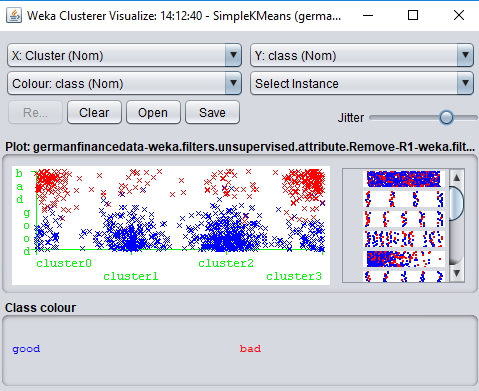 Weka Clusterer Visualize: 14:12:40 - SimpleKMeans (germa...
X: Cluster (Nom) Y: class (Nom)
Colour: class (Nom) Select Instance
Re... Clear Open Save Jitter
Plot: germanfinancedata-weka.filters.unsupervised.attribute.Remove-R1-weka.filt...
bad
good
cluster0 cluster2
cluster1 cluster3
Class colour
good bad